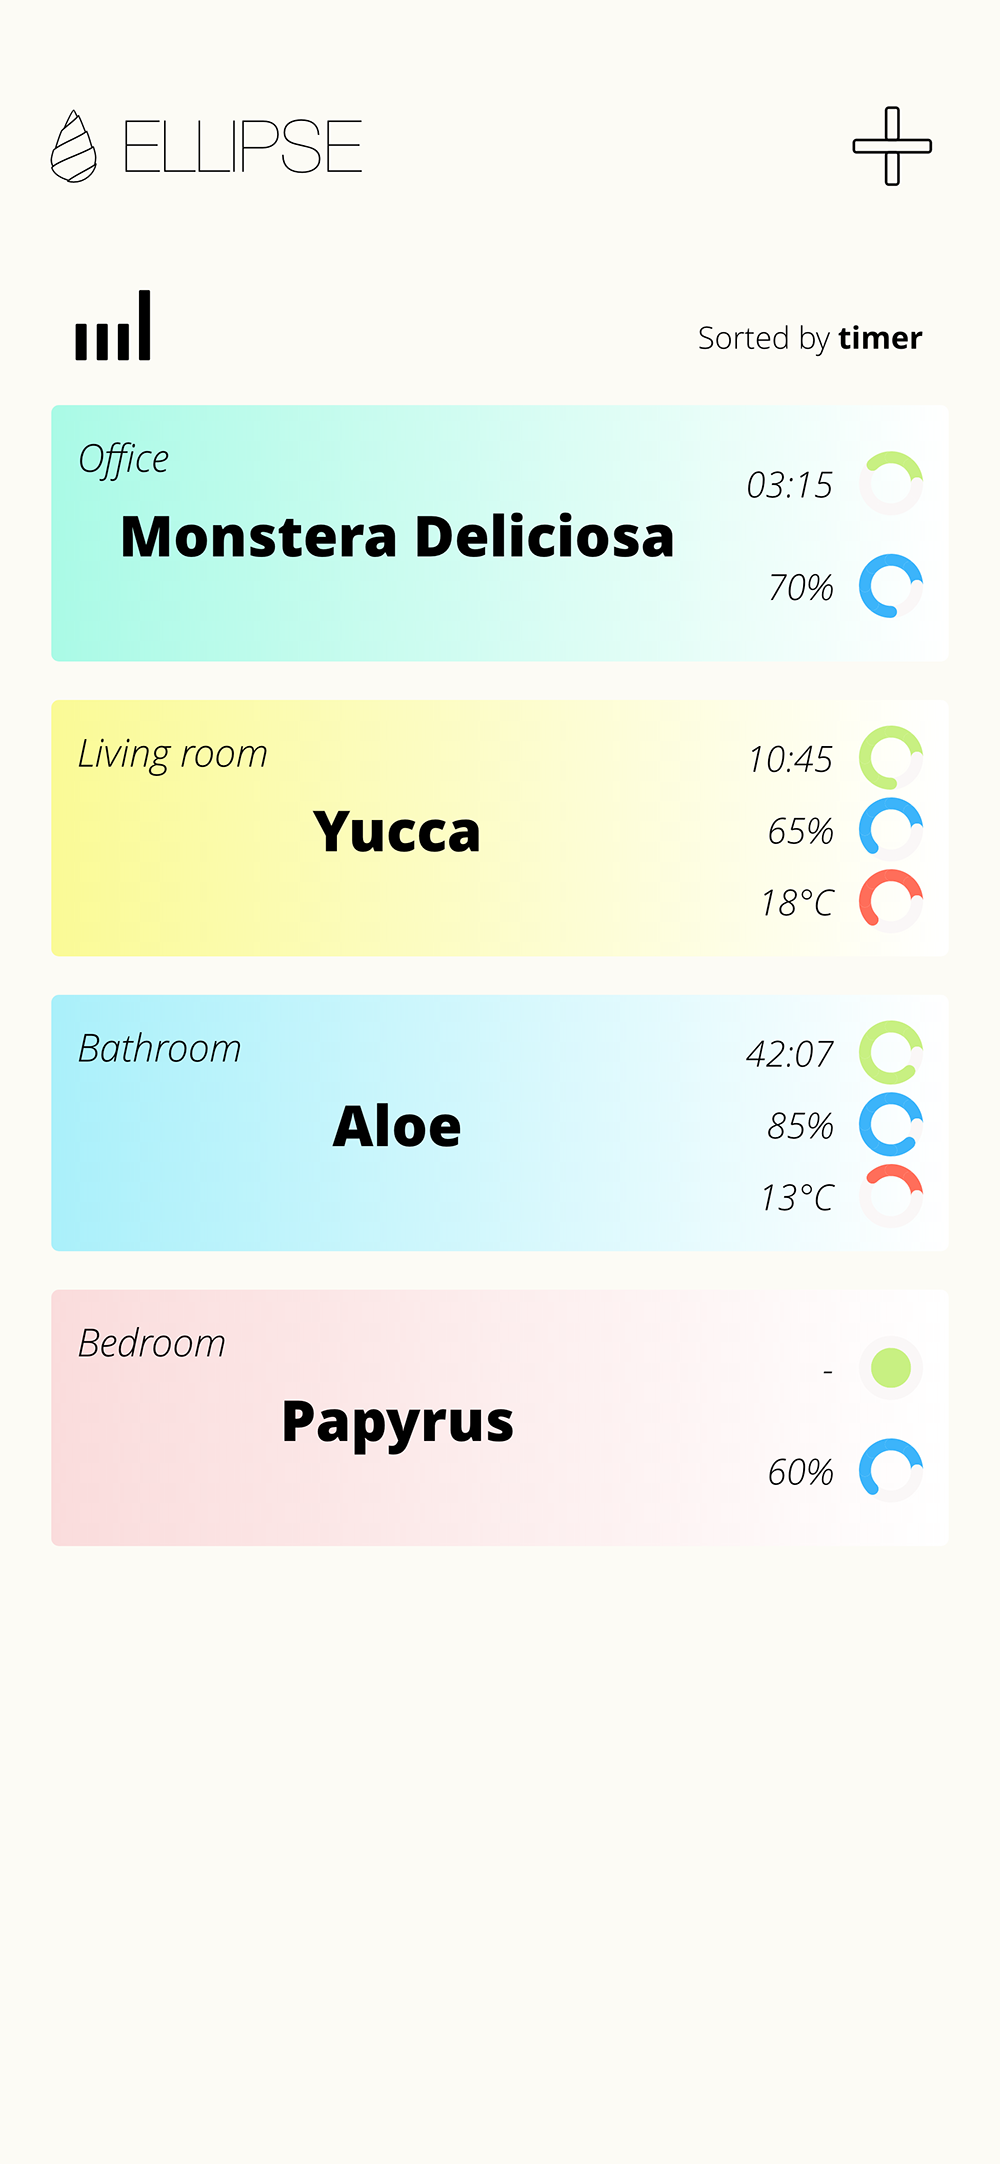 ELLIPSE
Sorted by timer
Office
Monstera Deliciosa
03:15
70%
Living room
Yucca
10:45
65%
18°C
Bathroom
Aloe
42:07
85%
13°C
Bedroom
Papyrus
-
60%